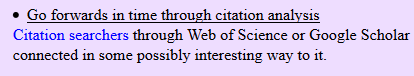 • Go forwards in time through citation analysis
Citation searchers through Web of Science or Google Scholar
connected in some possibly interesting way to it.